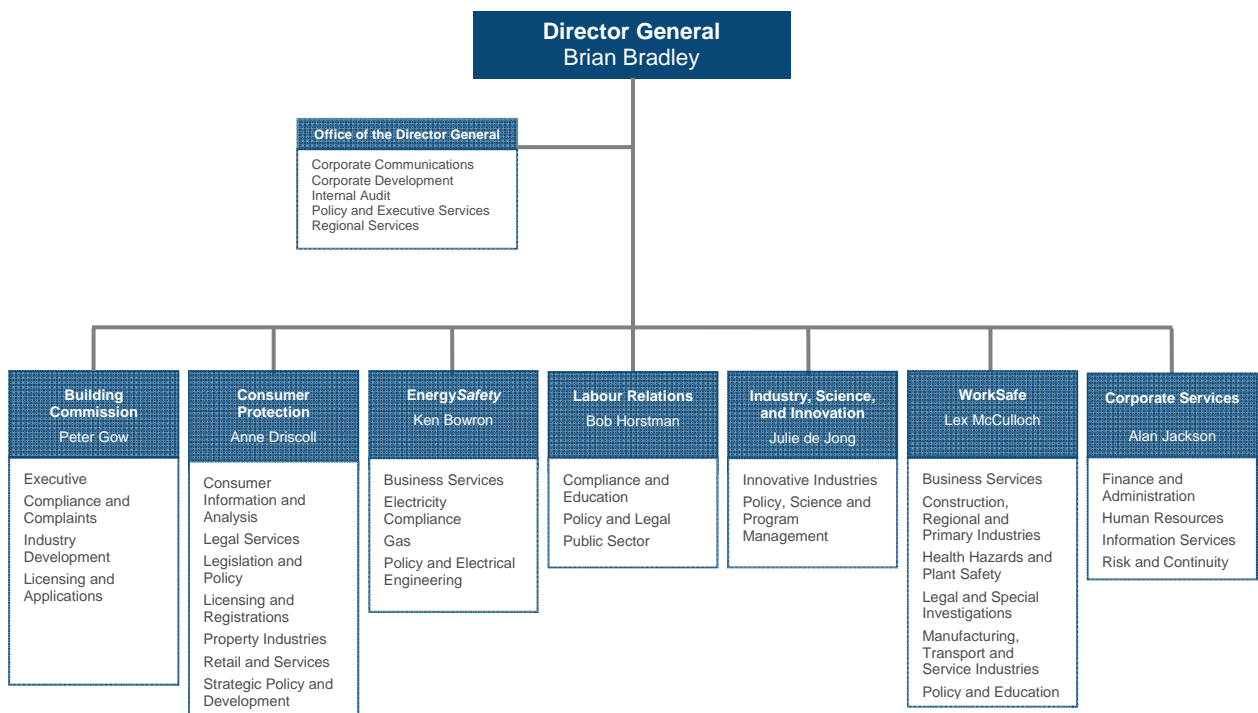 Director General
Brian Bradley
Office of the Director General
Corporate Communications
Corporate Development
Internal Audit
Policy and Executive Services
Regional Services
Building
Commission
Peter Gow
Executive
Compliance and
Complaints
Industry
Development
Licensing and
Applications
Consumer
Protection
Anne Driscoll
Consumer
Information and
Analysis
Legal Services
Legislation and
Policy
Licensing and
Registrations
Property Industries
Retail and Services
Strategic Policy and
Development
EnergySafety
Ken Bowron
Business Services
Electricity
Compliance
Gas
Policy and Electrical
Engineering
Labour Relations
Bob Horstman
Compliance and
Education
Policy and Legal
Public Sector
Industry, Science,
and Innovation
Julie de Jong
Innovative Industries
Policy, Science and
Program
Management
WorkSafe
Lex McCulloch
Business Services
Construction,
Regional and
Primary Industries
Health Hazards and
Plant Safety
Legal and Special
Investigations
Manufacturing,
Transport and
Service Industries
Policy and Education
Corporate Services
Alan Jackson
Finance and
Administration
Human Resources
Information Services
Risk and Continuity